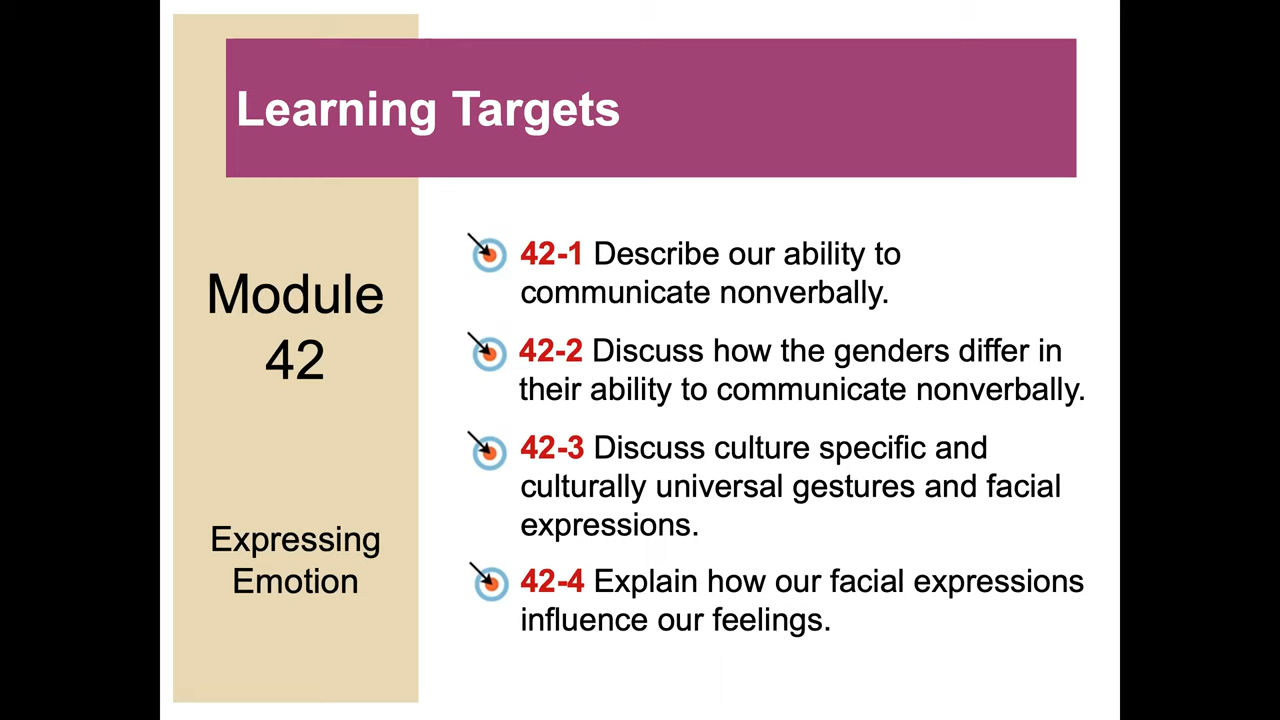 Learning Targets
Module
42
Expressing
Emotion
42-1 Describe our ability to
communicate nonverbally.
42-2 Discuss how the genders differ in
their ability to communicate nonverbally.
42-3 Discuss culture specific and
culturally universal gestures and facial
expressions.
42-4 Explain how our facial expressions
influence our feelings.